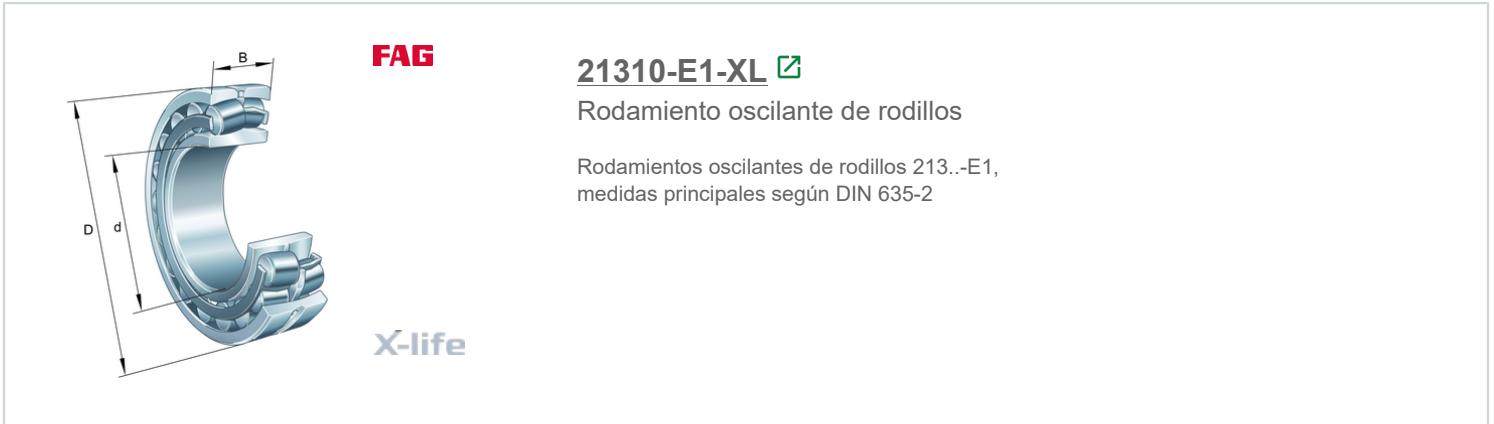 FAG
B
D
d
X-life
21310-E1-XL
Rodamiento oscilante de rodillos
Rodamientos oscilantes de rodillos 213..-E1,
medidas principales según DIN 635-2